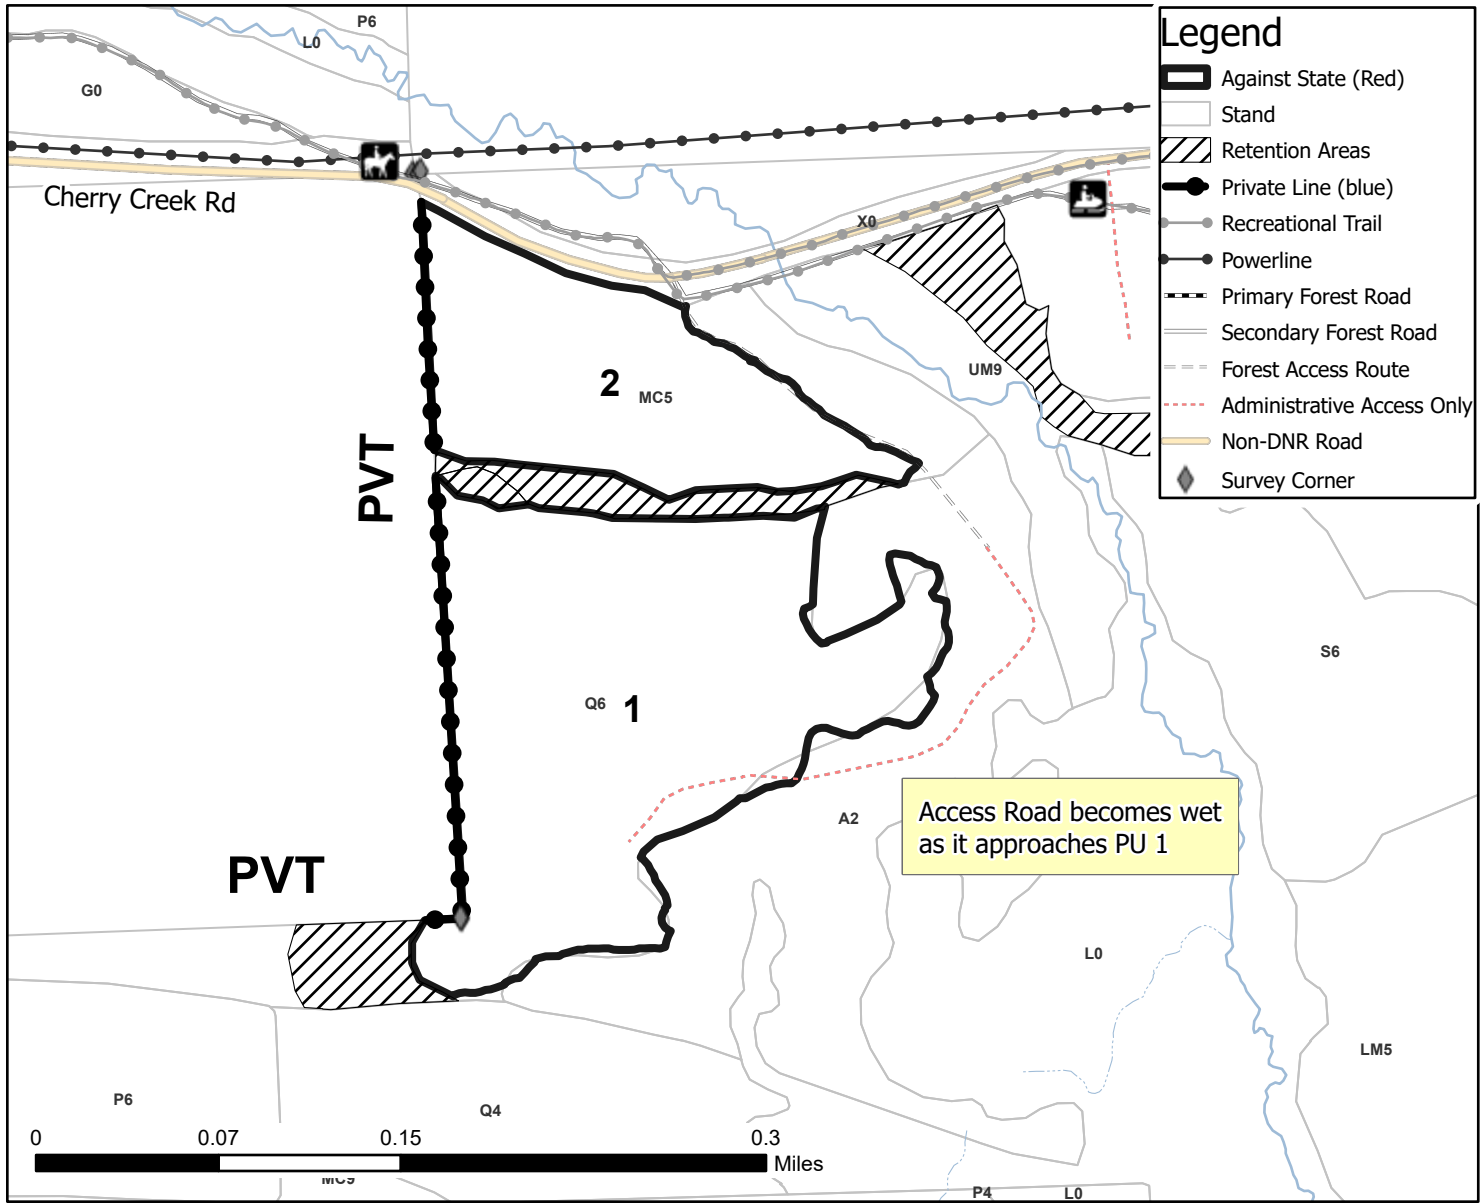 P6
L0
G0
Cherry Creek Rd
X0
UM9
2
MC5
PVT
Q6
1
S6
A2
Access Road becomes wet
as it approaches PU 1
PVT
L0
LM5
P6
Q4
0
0.07
0.15
0.3
Miles
MC9
P4
L0
Legend
Against State (Red)
Stand
Retention Areas
Private Line (blue)
Recreational Trail
Powerline
Primary Forest Road
Secondary Forest Road
Forest Access Route
Administrative Access Only
Non-DNR Road
Survey Corner